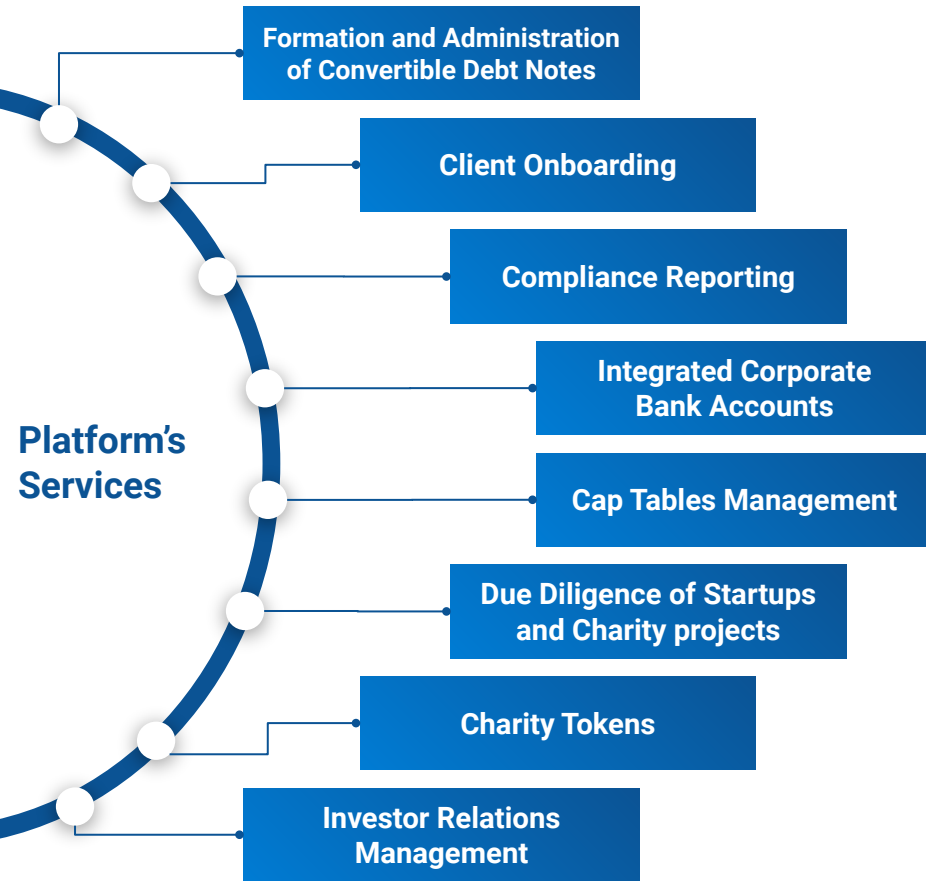 Formation and Administration
of Convertible Debt Notes
Client Onboarding
Compliance Reporting
Integrated Corporate
Bank Accounts
Platform's
Services
Cap Tables Management
Due Diligence of Startups
and Charity projects
Charity Tokens
Investor Relations
Management